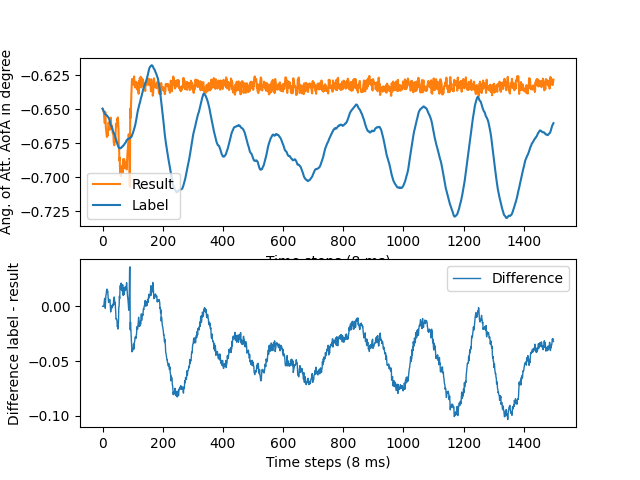 Ang. of Att. AofA in degree
−0.625
−0.650
−0.675
−0.700
−0.725
Result
Label
0 200 400 600 800 1000 1200 1400
Time steps (8 ms)
Difference label - result
0.00
−0.05
−0.10
Difference
0 200 400 600 800 1000 1200 1400
Time steps (8 ms)